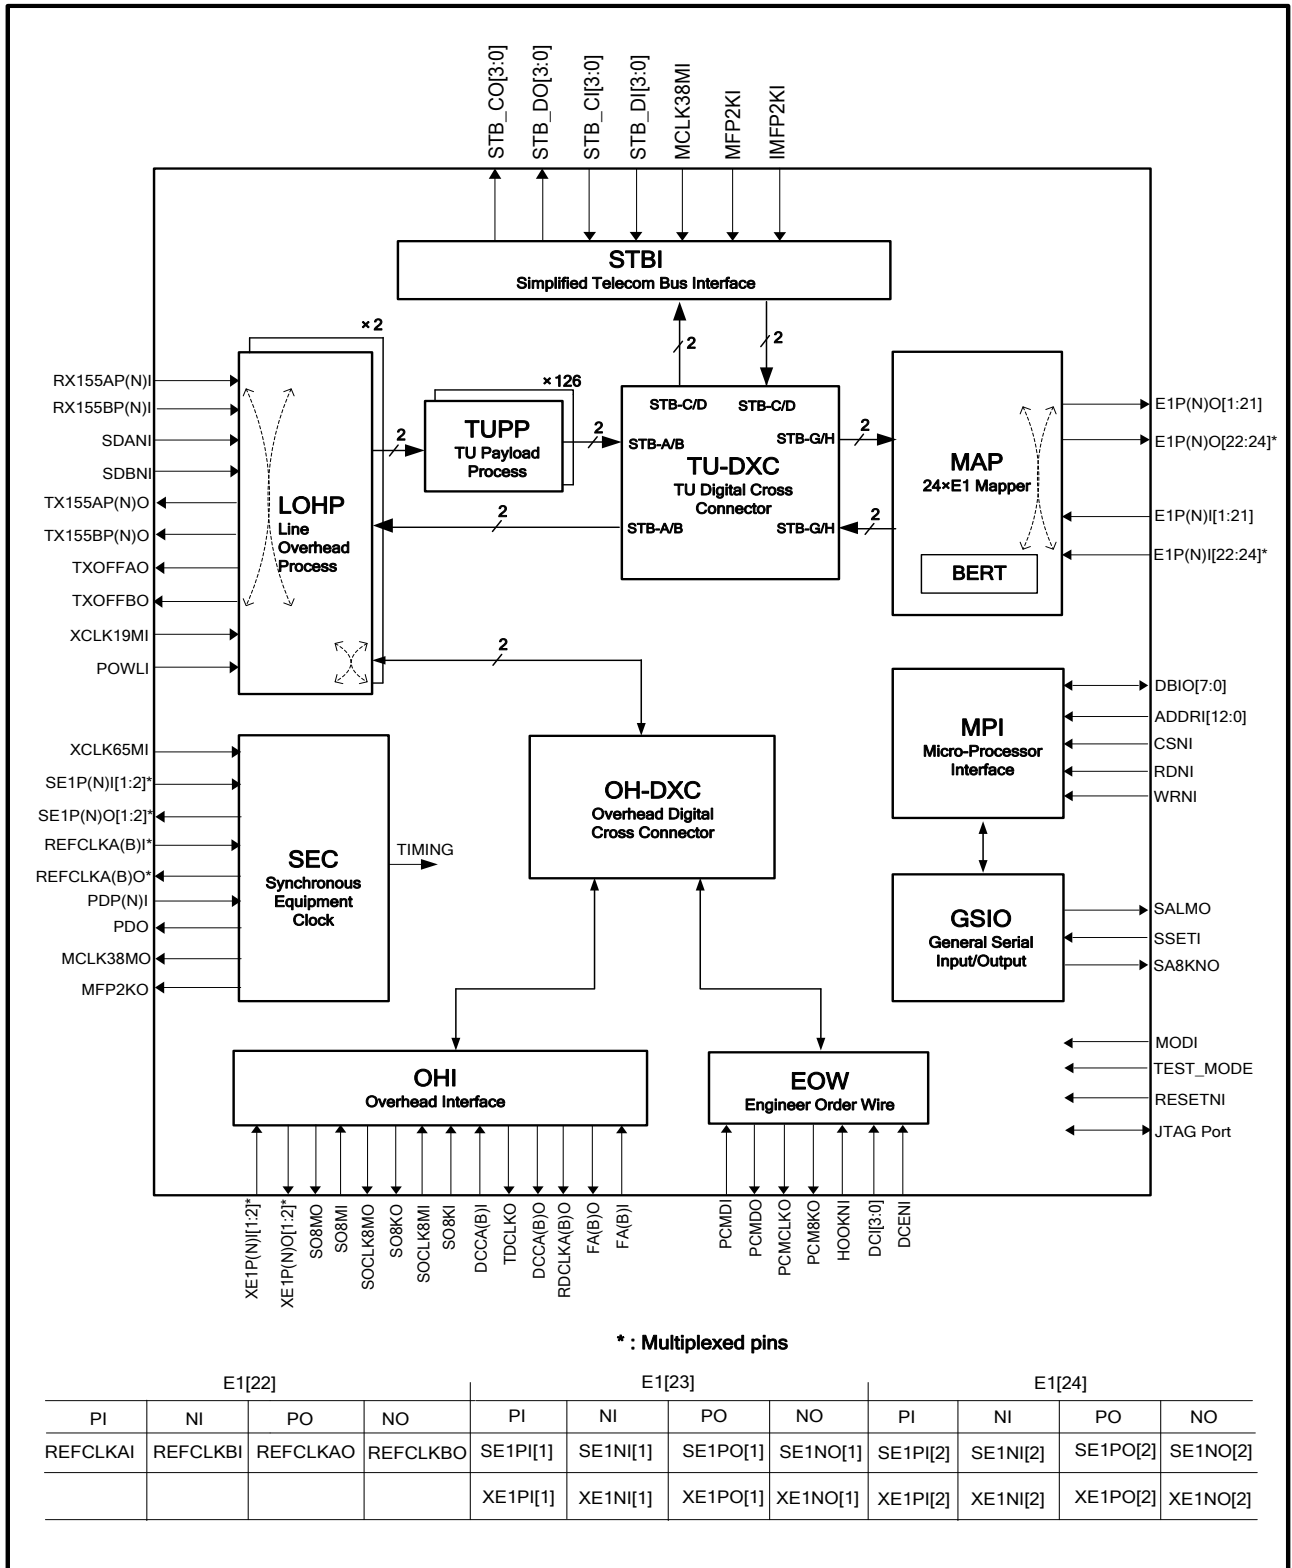 STB_CO[3:0]
STB_DO[3:0]
STB_CI[3:0]
STB_DI[3:0]
MCLK38MI
MFP2KI
IMFP2KI
STBI
Simplified Telecom Bus Interface
× 2
2
2
× 126
RX155AP(N)I
RX155BP(N)I
SDANI
SDBNI
TX155AP(N)O
TX155BP(N)O
TXOFFAO
TXOFFBO
XCLK19MI
POWLI
LOHP
Line
Overhead
Process
2
TUPP
TU Payload
Process
2
STB-C/D
STB-C/D
STB-A/B
STB-G/H
TU-DXC
TU Digital Cross
Connector
STB-A/B
STB-G/H
2
2
2
MAP
24×E1 Mapper
BERT
E1P(N)O[1:21]
E1P(N)O[22:24]*
E1P(N)I[1:21]
E1P(N)I[22:24]*
2
XCLK65MI
SE1P(N)I[1:2]*
SE1P(N)O[1:2]*
REFCLKA(B)I*
REFCLKA(B)O*
PDP(N)I
PDO
MCLK38MO
MFP2KO
SEC
Synchronous
Equipment
Clock
TIMING
OH-DXC
Overhead Digital
Cross Connector
MPI
Micro-Processor
Interface
DBIO[7:0]
ADDRI[12:0]
CSNI
RDNI
WRNI
GSIO
General Serial
Input/Output
SALMO
SSETI
SA8KNO
MODI
TEST_MODE
RESETNI
JTAG Port
OHI
Overhead Interface
EOW
Engineer Order Wire
XE1P(N)I[1:2]*
XE1P(N)O[1:2]*
SO8MO
SO8MI
SOCLK8MO
SO8KO
SOCLK8MI
SO8KI
DCCA(B)I
TDCLKO
DCCA(B)O
RDCLKA(B)O
FA(B)O
FA(B)I
PCMDI
PCMDO
PCMCLKO
PCM8KO
HOOKNI
DCI[3:0]
DCENI
* : Multiplexed pins
E1[22] E1[23] E1[24]
PI NI PO NO PI NI PO NO PI NI PO NO
REFCLKAI REFCLKBI REFCLKAO REFCLKBO SE1PI[1] SE1NI[1] SE1PO[1] SE1NO[1] SE1PI[2] SE1NI[2] SE1PO[2] SE1NO[2]
XE1PI[1] XE1NI[1] XE1PO[1] XE1NO[1] XE1PI[2] XE1NI[2] XE1PO[2] XE1NO[2]